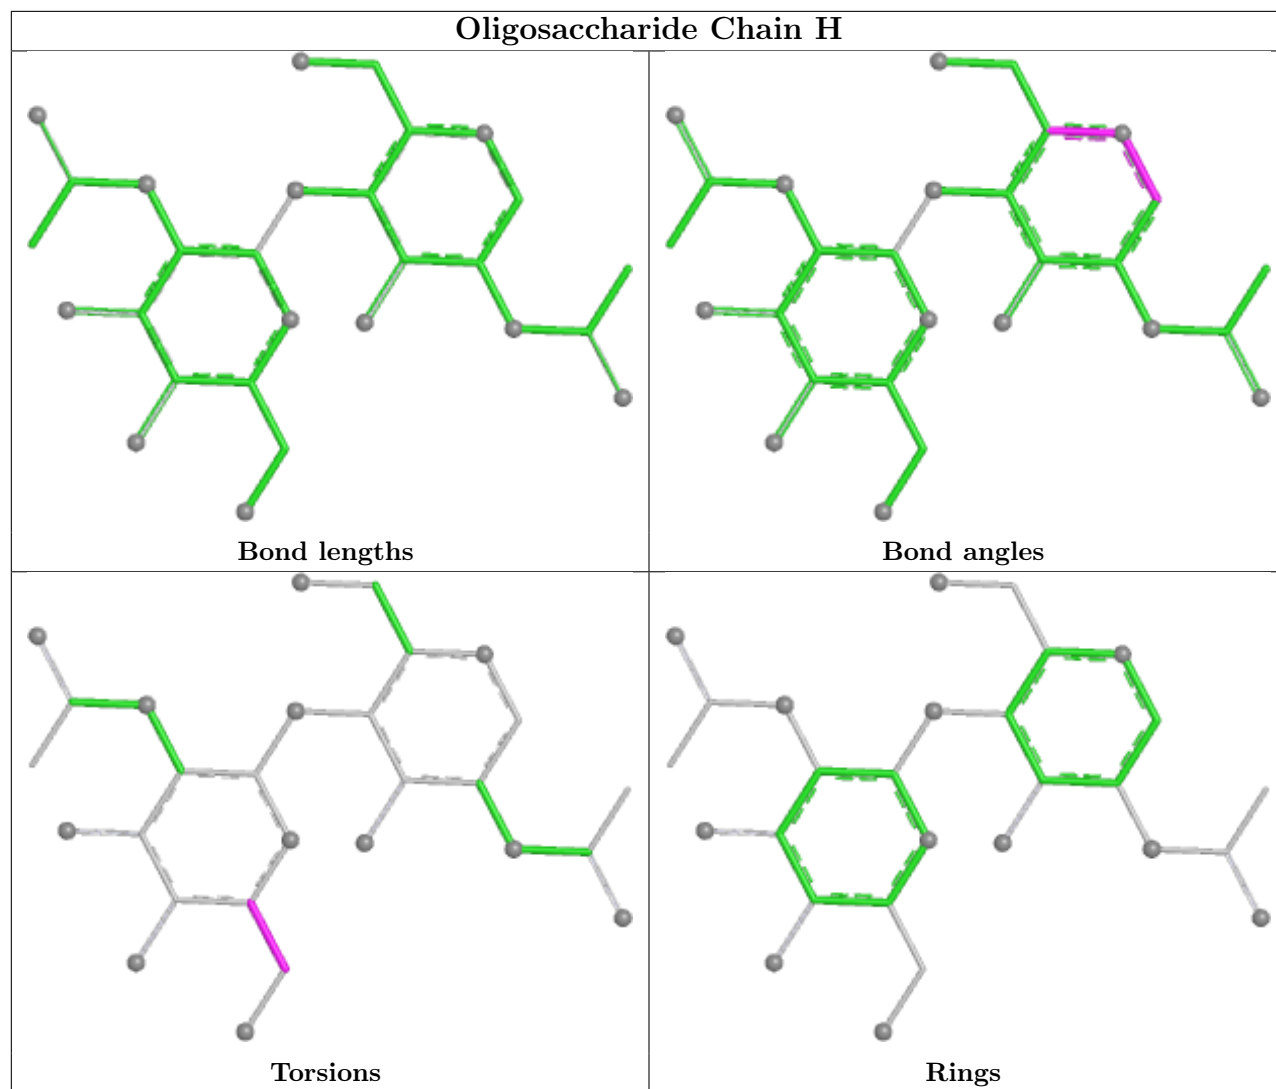 Oligosaccharide Chain H
Bond lengths
Bond angles
Torsions
Rings